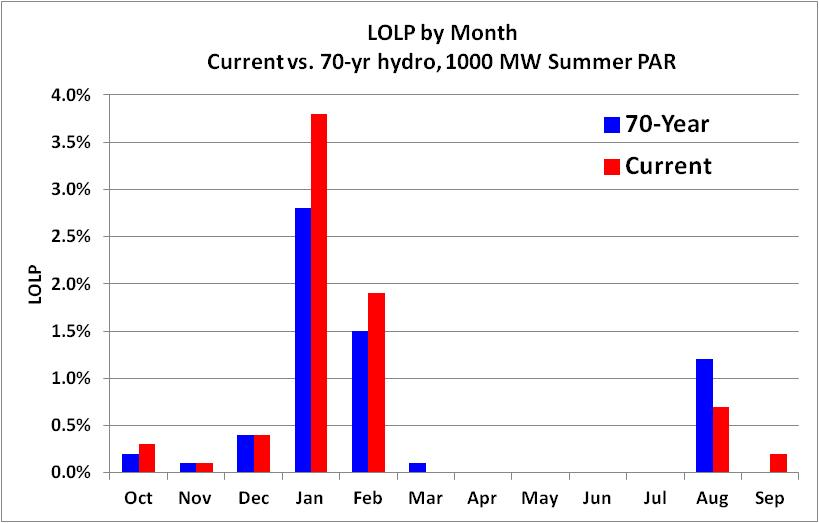 LOLP by Month
Current vs. 70-yr hydro, 1000 MW Summer PAR
4.0%
3.5%
3.0%
2.5%
2.0%
1.5%
1.0%
0.5%
0.0%
LOLP
70-Year
Current
Oct Nov Dec Jan Feb Mar Apr May Jun Jul Aug Sep